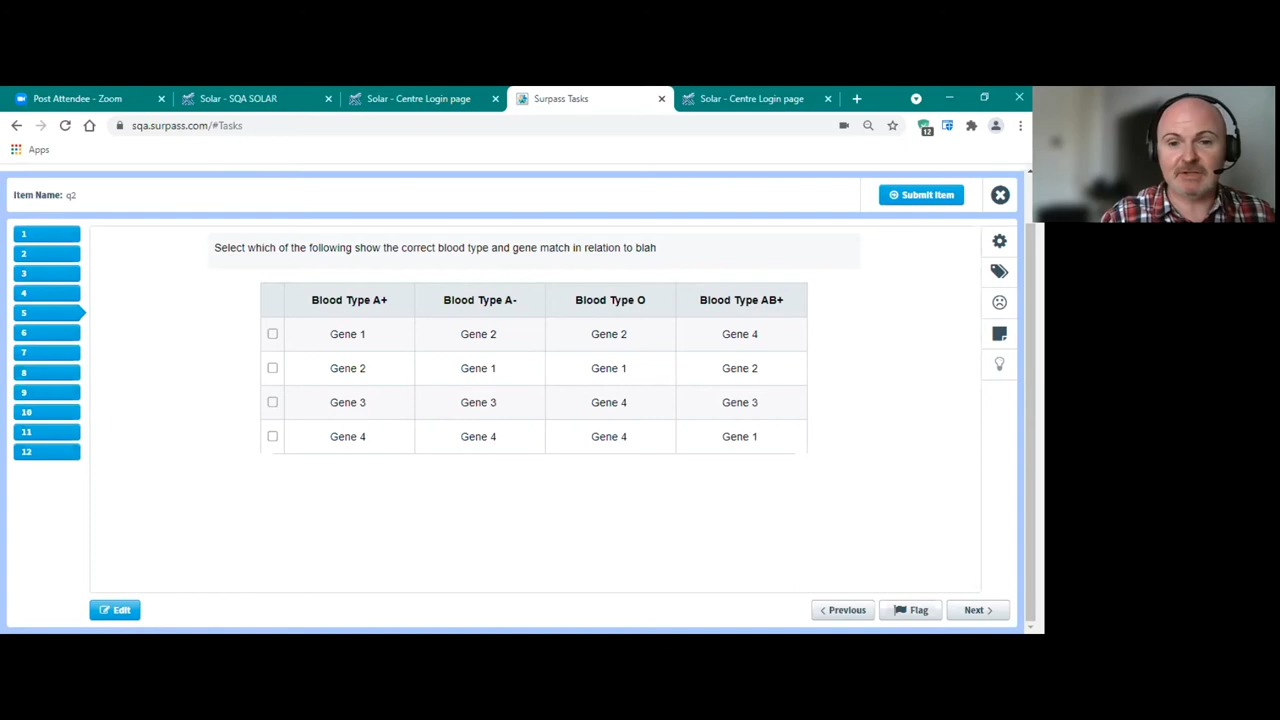 Post Attendee - Zoom
Solar - SQA SOLAR
Solar - Centre Login page
Surpass Tasks
Solar - Centre Login page
sqa.surpass.com/#Tasks
12
Apps
Item Name: q2
Submit Item
1
2
3
4
5
6
7
8
9
10
11
12
Select which of the following show the correct blood type and gene match in relation to blah
Blood Type A+ Blood Type A- Blood Type O Blood Type AB+
Gene 1 Gene 2 Gene 2 Gene 4
Gene 2 Gene 1 Gene 1 Gene 2
Gene 3 Gene 3 Gene 4 Gene 3
Gene 4 Gene 4 Gene 4 Gene 1
Edit
Previous
Flag
Next